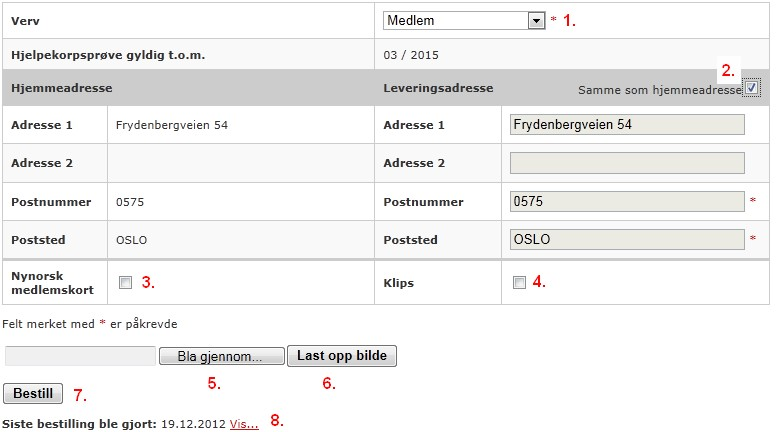 Verv Medlem * 1.
Hjelpekorpsprøve gyldig t.o.m. 03 / 2015
2.
Hjemmeadresse Leveringsadresse Samme som hjemmeadresse
Adresse 1 Frydenbergveien 54 Adresse 1 Frydenbergveien 54
Adresse 2 Adresse 2
Postnummer 0575 Postnummer 0575 *
Poststed OSLO Poststed OSLO *
Nynorsk
medlemskort 3. Klips 4.
Felt merket med * er påkrevde
Bla gjennom... Last opp bilde
5. 6.
Bestill 7.
Siste bestilling ble gjort: 19.12.2012 Vis... 8.